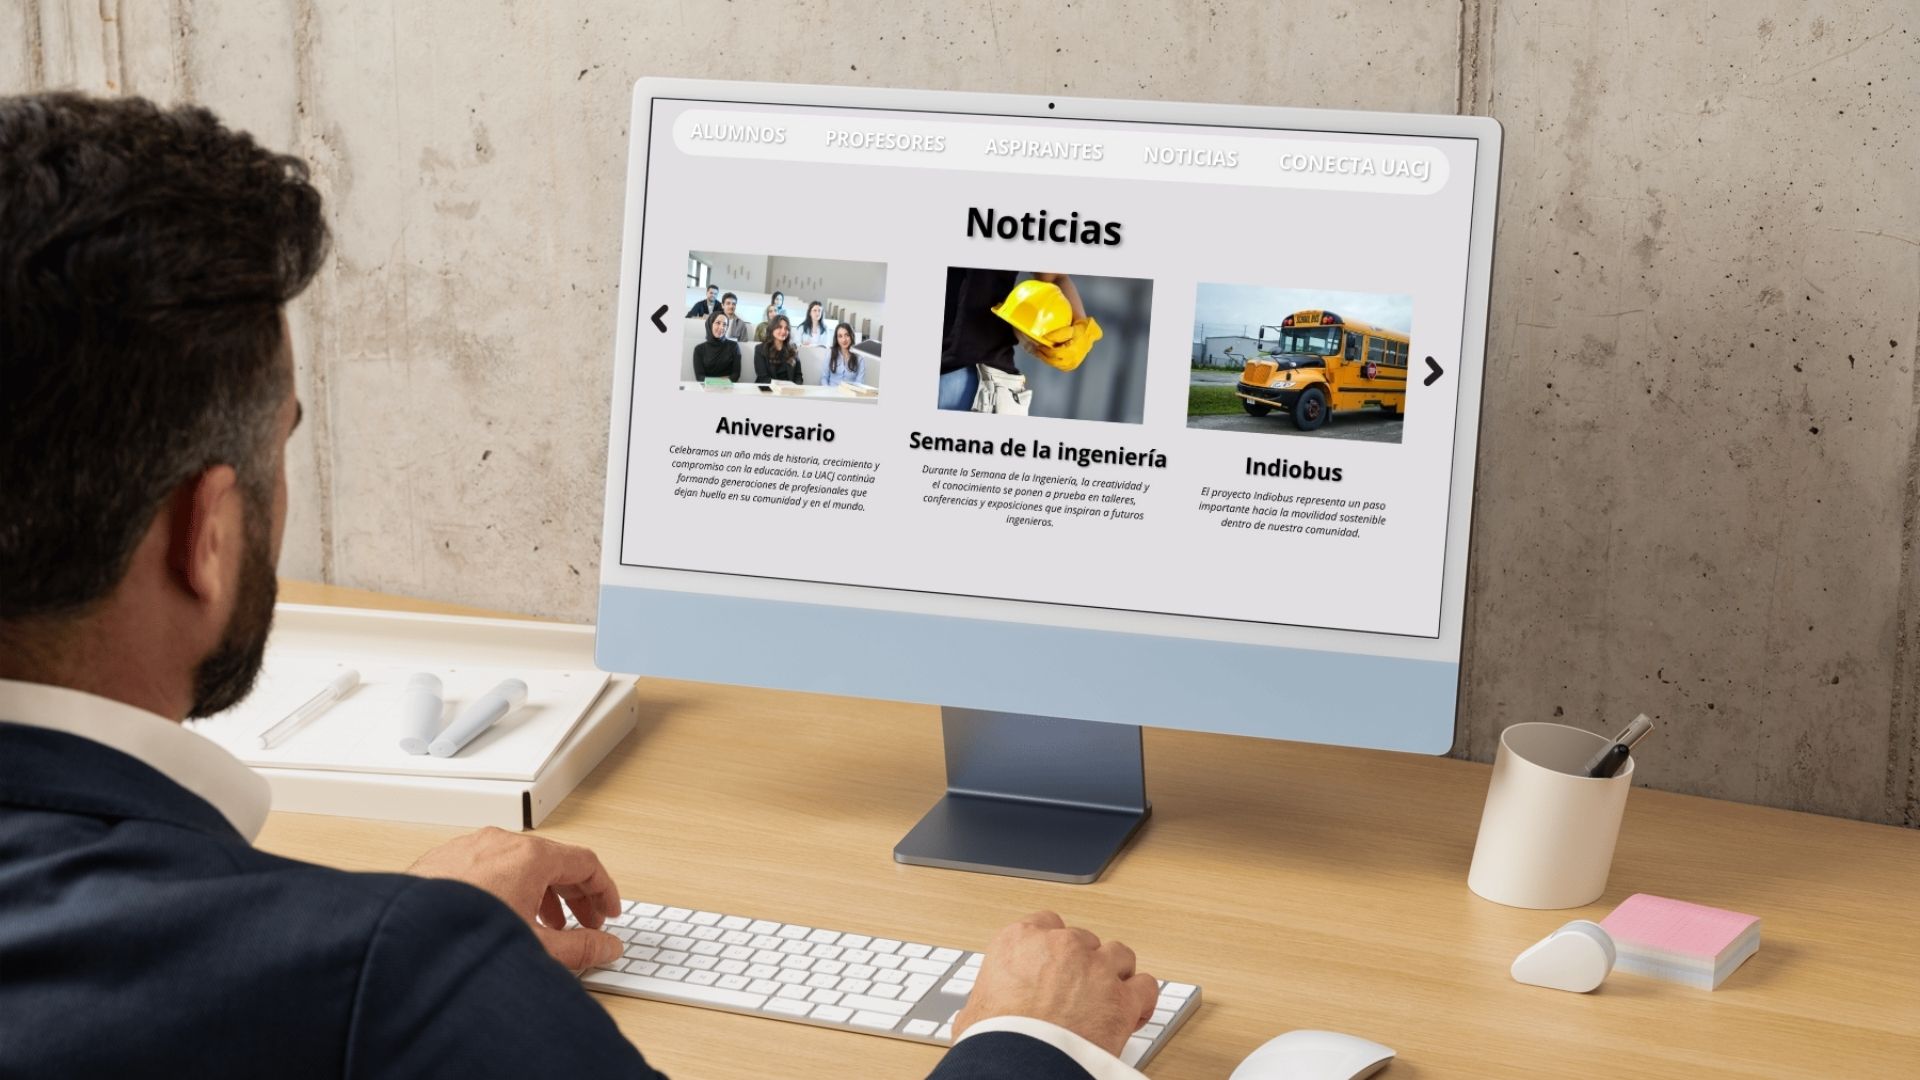 ALUMNOS PROFESORES ASPIRANTES NOTICIAS CONECTA UACJ
Noticias
SCHOOL BUS
Aniversario
Celebramos un año más de historia, crecimiento y
compromiso con la educación. La UACJ continúa
formando generaciones de profesionales que
dejan huella en su comunidad y en el mundo.
Semana de la ingeniería
Durante la Semana de la Ingeniería, la creatividad y
el conocimiento se ponen a prueba en talleres,
conferencias y exposiciones que inspiran a futuros
ingenieros.
Indiobus
El proyecto Indiobus representa un paso
importante hacia la movilidad sostenible
dentro de nuestra comunidad.